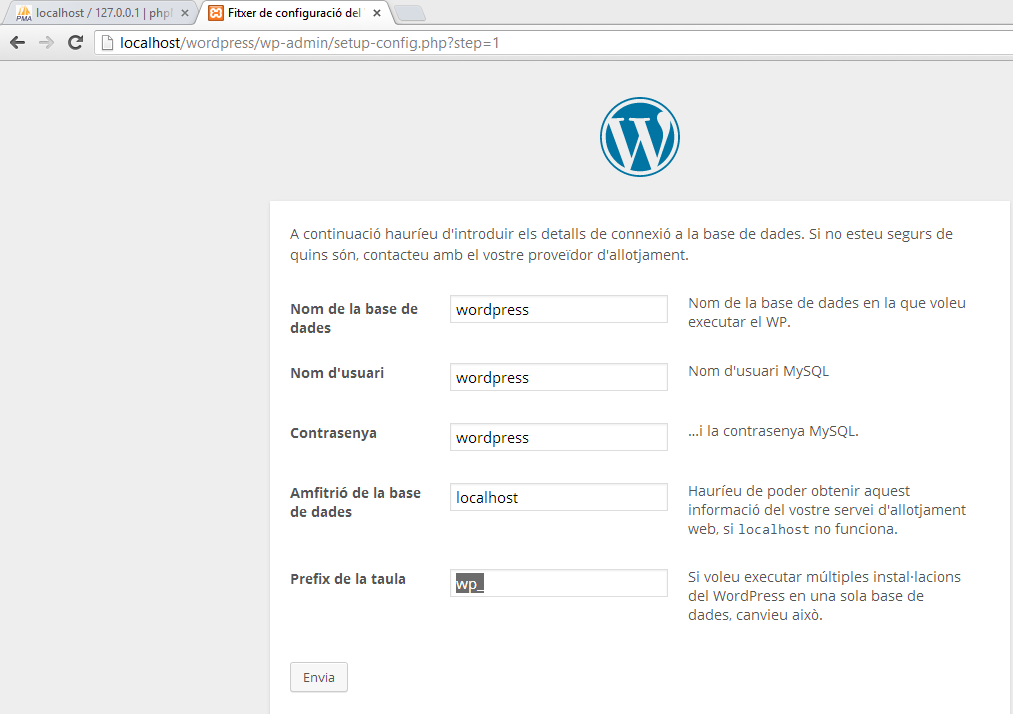 localhost / 127.0.0.1 | phpl
Fitxer de configuració del
localhost/wordpress/wp-admin/setup-config.php?step=1
A continuació hauríeu d'introduir els detalls de connexió a la base de dades. Si no esteu segurs de
quins són, contacteu amb el vostre proveïdor d'allotjament.
Nom de la base de
dades
wordpress
Nom de la base de dades en la que voleu
executar el WP.
Nom d'usuari
wordpress
Nom d'usuari MySQL
Contrasenya
wordpress
...i la contrasenya MySQL.
Amfitrió de la base
de dades
localhost
Hauríeu de poder obtenir aquest
informació del vostre servei d'allotjament
web, si localhost no funciona.
Prefix de la taula
wp_
Si voleu executar múltiples instal·lacions
del WordPress en una sola base de
dades, canvieu això.
Envia